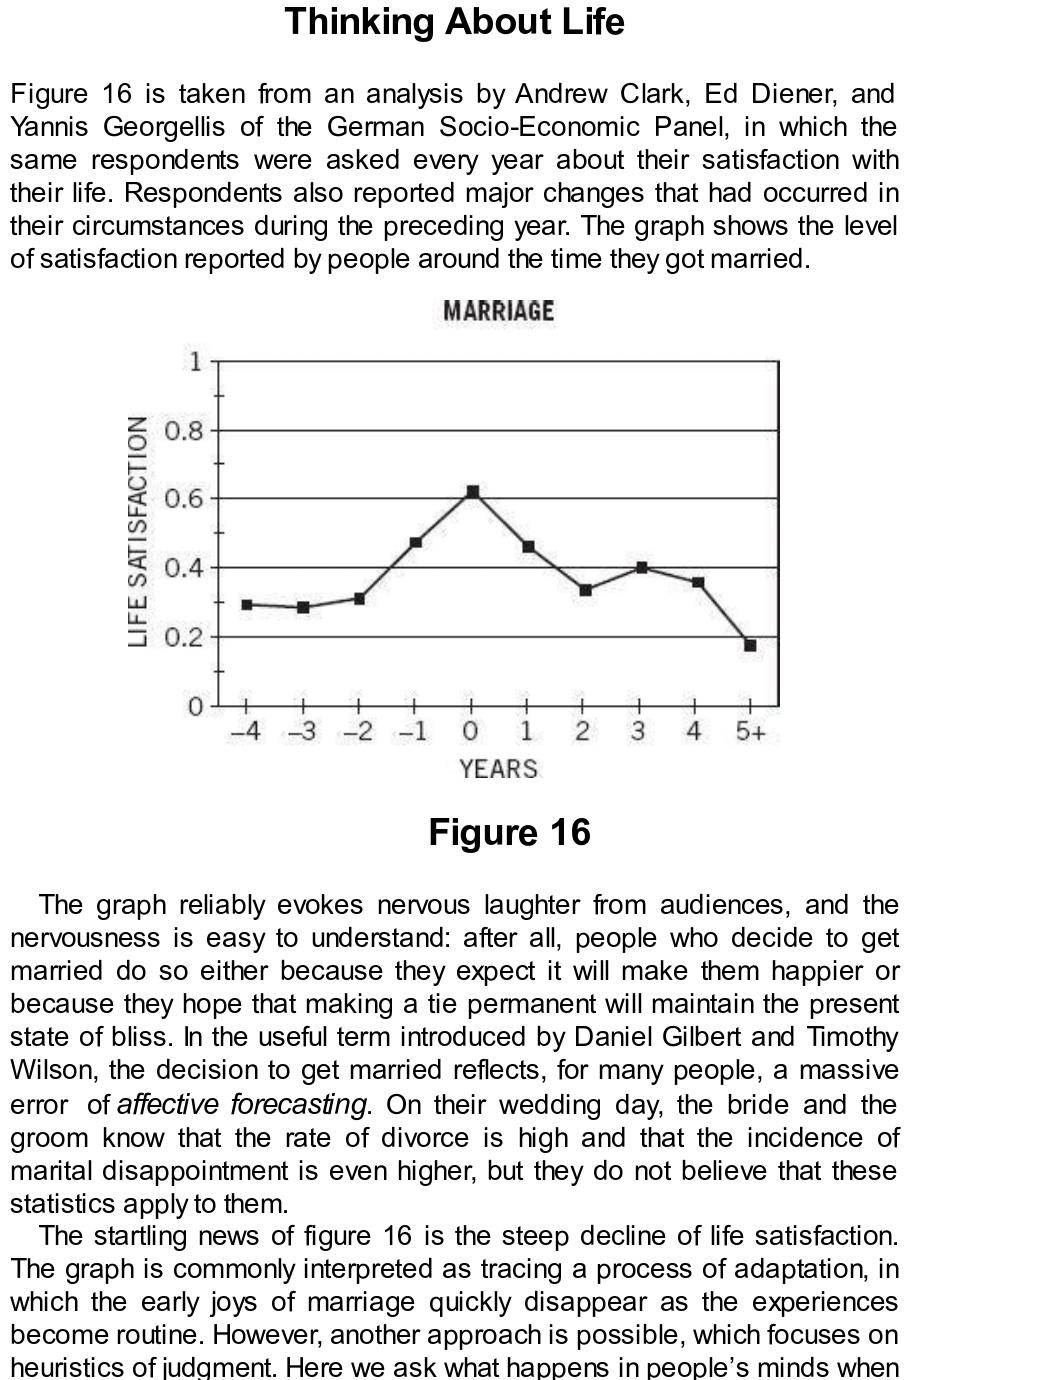 Thinking About Life
Figure 16 is taken from an analysis by Andrew Clark, Ed Diener, and
Yannis Georgellis of the German Socio-Economic Panel, in which the
same respondents were asked every year about their satisfaction with
their life. Respondents also reported major changes that had occurred in
their circumstances during the preceding year. The graph shows the level
of satisfaction reported by people around the time they got married.
MARRIAGE
1
0.8
0.6
0.4
0.2
0
LIFE SATISFACTION
–4 –3 –2 –1 0 1 2 3 4 5+
YEARS
Figure 16
The graph reliably evokes nervous laughter from audiences, and the
nervousness is easy to understand: after all, people who decide to get
married do so either because they expect it will make them happier or
because they hope that making a tie permanent will maintain the present
state of bliss. In the useful term introduced by Daniel Gilbert and Timothy
Wilson, the decision to get married reflects, for many people, a massive
error of affective forecasting. On their wedding day, the bride and the
groom know that the rate of divorce is high and that the incidence of
marital disappointment is even higher, but they do not believe that these
statistics apply to them.
The startling news of figure 16 is the steep decline of life satisfaction.
The graph is commonly interpreted as tracing a process of adaptation, in
which the early joys of marriage quickly disappear as the experiences
become routine. However, another approach is possible, which focuses on
heuristics of judgment. Here we ask what happens in people's minds when